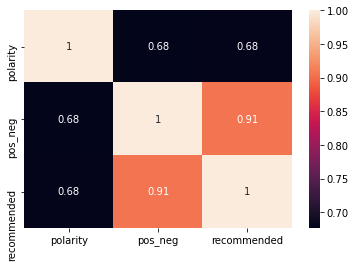 polarity 1 0.68 0.68
pos_neg 0.68 1 0.91
recommended 0.68 0.91 1
polarity pos_neg recommended
1.00
0.95
0.90
0.85
0.80
0.75
0.70